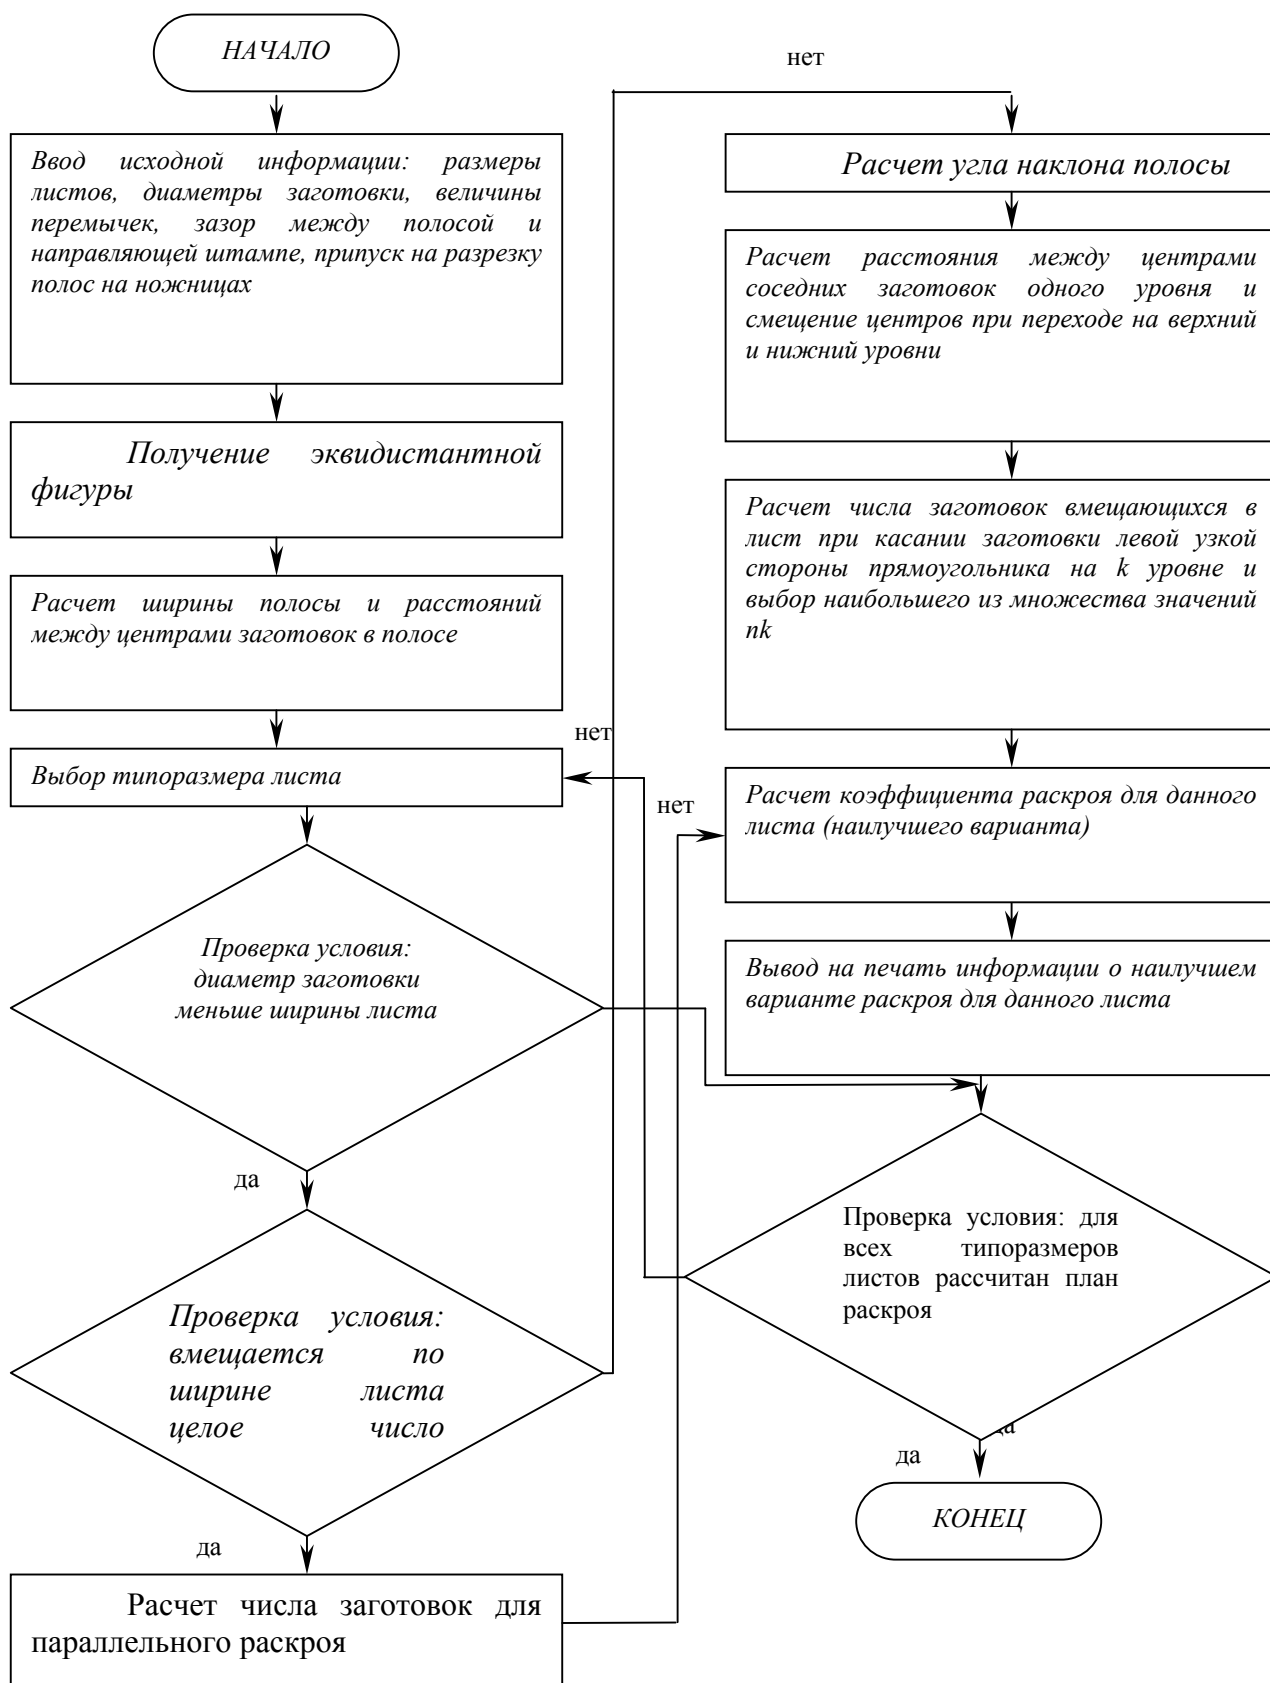 НАЧАЛО
Ввод исходной информации: размеры
листов, диаметры заготовки, величины
перемычек, зазор между полосой и
направляющей штампе, припуск на разрезку
полос на ножницах
Получение эквидистантной
фигуры
Расчет ширины полосы и расстояний
между центрами заготовок в полосе
нет
Выбор типоразмера листа
Проверка условия:
диаметр заготовки
меньше ширины листа
да
Проверка условия:
вмещается по
ширине листа
целое число
да
Расчет числа заготовок для
параллельного раскроя
нет
Расчет угла наклона полосы
Расчет расстояния между центрами
соседних заготовок одного уровня и
смещение центров при переходе на верхний
и нижний уровни
Расчет числа заготовок вмещающихся в
лист при касании заготовки левой узкой
стороны прямоугольника на k уровне и
выбор наибольшего из множества значений
nk
нет
Расчет коэффициента раскроя для данного
листа (наилучшего варианта)
Вывод на печать информации о наилучшем
варианте раскроя для данного листа
Проверка условия: для
всех типоразмеров
листов рассчитан план
раскроя
да
да
КОНЕЦ